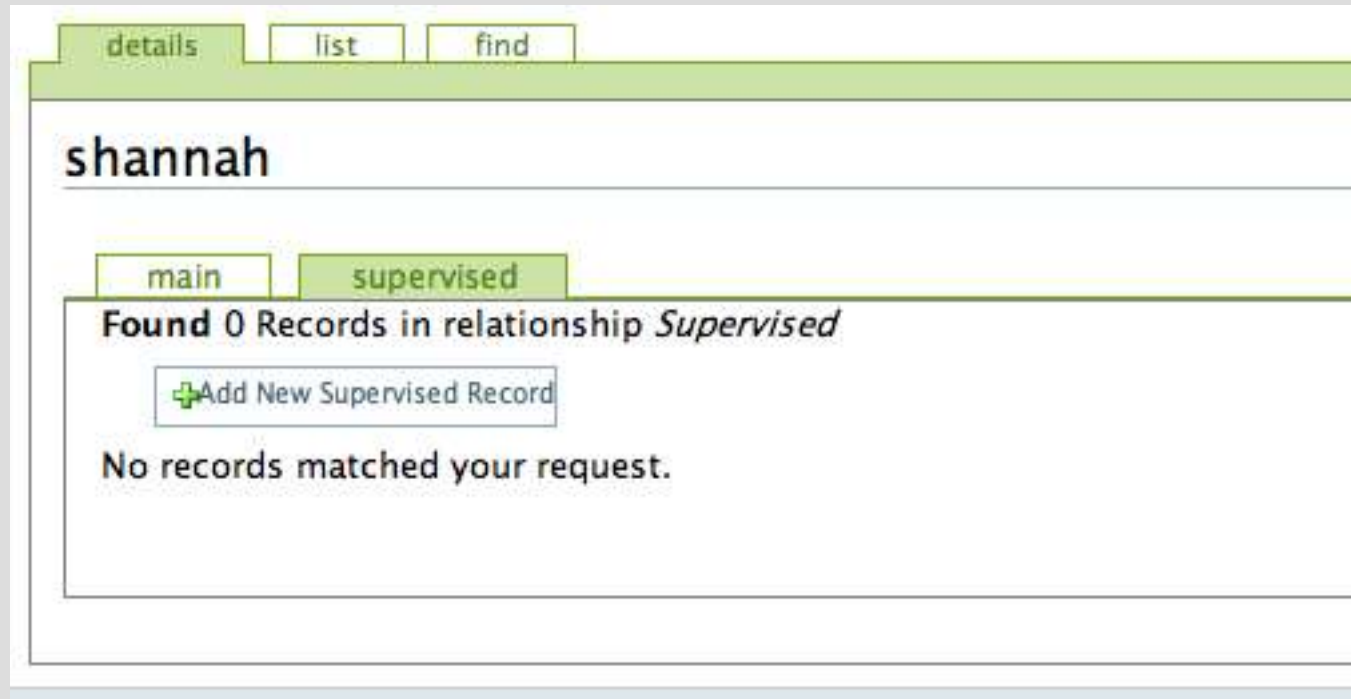 details list find
shannah
main supervised
Found 0 Records in relationship Supervised
Add New Supervised Record
No records matched your request.